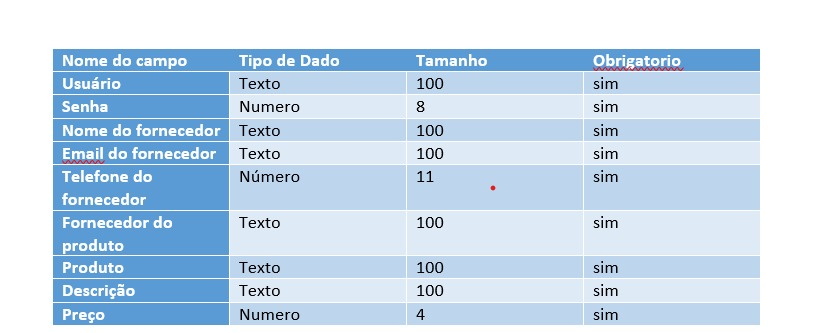 Nome do campo Tipo de Dado Tamanho Obrigatorio
Usuário Texto 100 sim
Senha Numero 8 sim
Nome do fornecedor Texto 100 sim
Email do fornecedor Texto 100 sim
Telefone do Número 11 sim
fornecedor
Fornecedor do Texto 100 sim
produto
Produto Texto 100 sim
Descrição Texto 100 sim
Preço Numero 4 sim